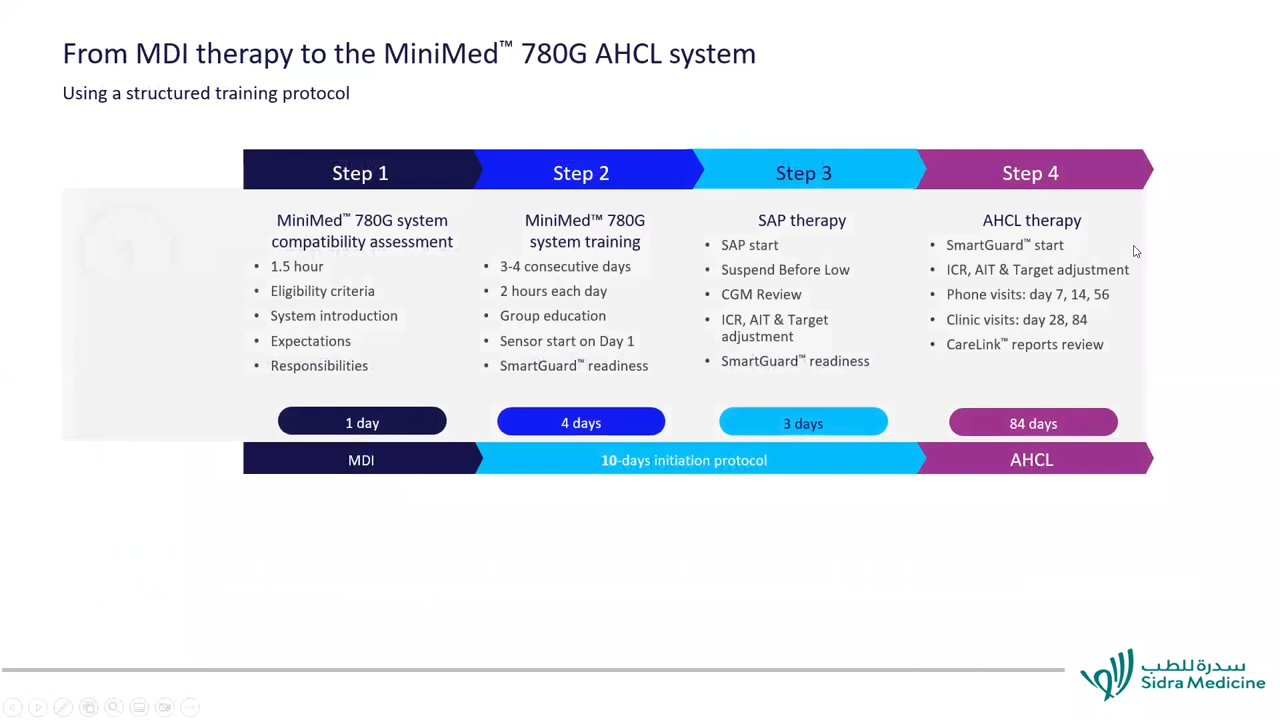 From MDI therapy to the MiniMed™ 780G AHCL system
Using a structured training protocol
Step 1
Step 2
Step 3
Step 4
MiniMed™ 780G system
compatibility assessment
• 1.5 hour
• Eligibility criteria
• System introduction
• Expectations
• Responsibilities
1 day
MiniMed™ 780G
system training
• 3-4 consecutive days
• 2 hours each day
• Group education
• Sensor start on Day 1
• SmartGuard™ readiness
4 days
SAP therapy
• SAP start
• Suspend Before Low
• CGM Review
• ICR, AIT & Target
adjustment
• SmartGuard™ readiness
3 days
AHCL therapy
• SmartGuard™ start
• ICR, AIT & Target adjustment
• Phone visits: day 7, 14, 56
• Clinic visits: day 28, 84
• CareLink™ reports review
84 days
MDI
10-days initiation protocol
AHCL
سدرة للطب
Sidra Medicine